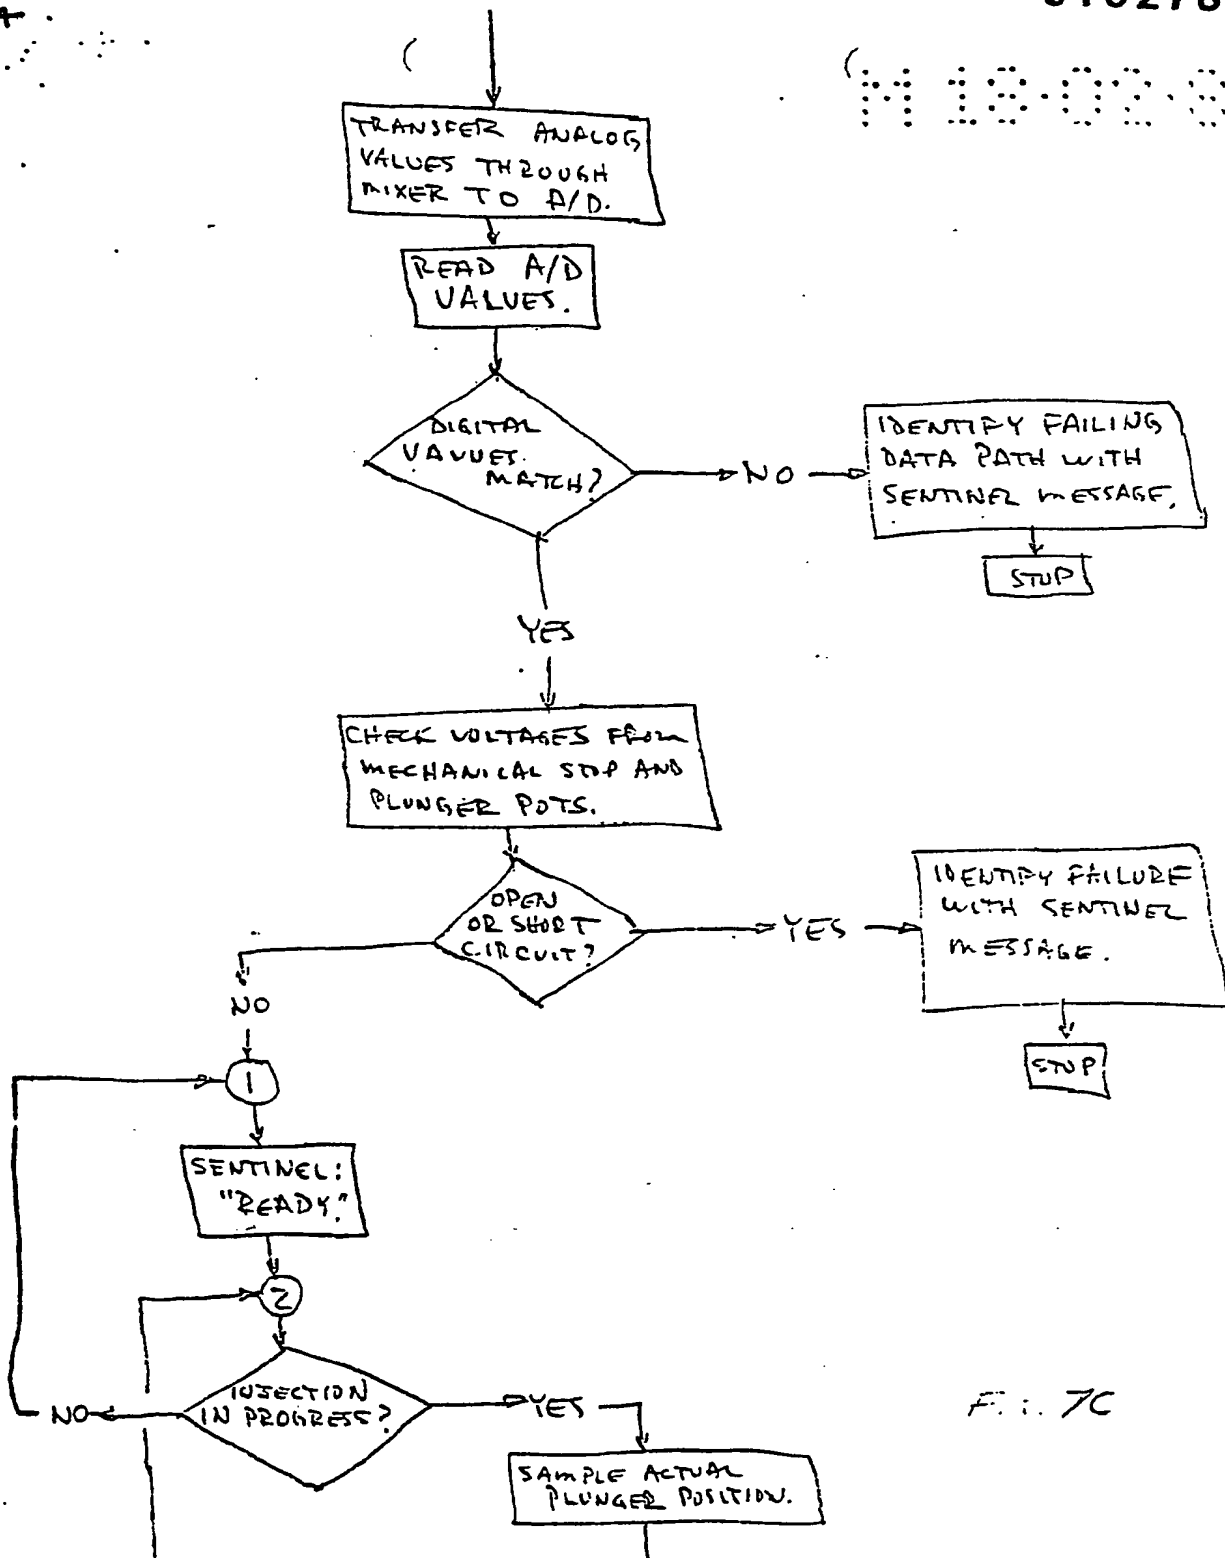 TRANSFER ANALOG
VALUES THROUGH
MIXER TO A/D.
READ A/D
VALUES.
DIGITAL
VAUUES
MATCH?
NO
IDENTIFY FAILING
DATA PATH WITH
SENTINEL MESSAGE.
STOP
YES
CHECK VOLTAGES FROM
MECHANICAL STOP AND
PLUNGER POTS.
OPEN
OR SHORT
CIRCUIT?
YES
IDENTIFY FAILURE
WITH SENTINEL
MESSAGE.
STOP
NO
1
SENTINEL:
"READY."
2
INJECTION
IN PROGRESS?
NO
YES
SAMPLE ACTUAL
PLUNGER POSITION.
7C